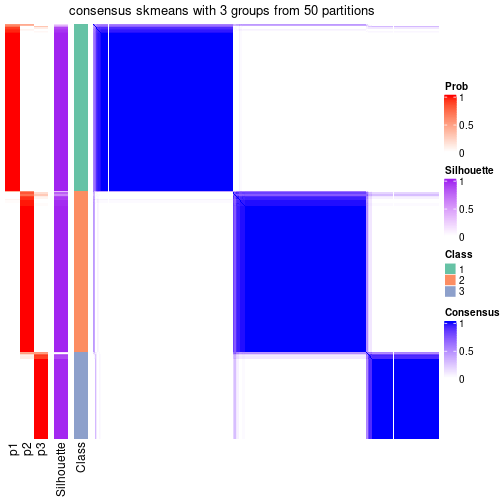 consensus skmeans with 3 groups from 50 partitions
Prob
1
0.5
0
Silhouette
1
0.5
0
Class
1
2
3
Consensus
1
0.5
0
p1
p2
p3
Silhouette
Class